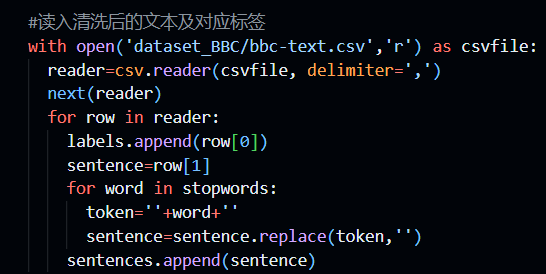 #读入清洗后的文本及对应标签
with open('dataset_BBC/bbc-text.csv','r') as csvfile:
  reader=csv.reader(csvfile, delimiter=',')
  next(reader)
  for row in reader:
    labels.append(row[0])
    sentence=row[1]
    for word in stopwords:
      token=''+word+''
      sentence=sentence.replace(token,'')
    sentences.append(sentence)